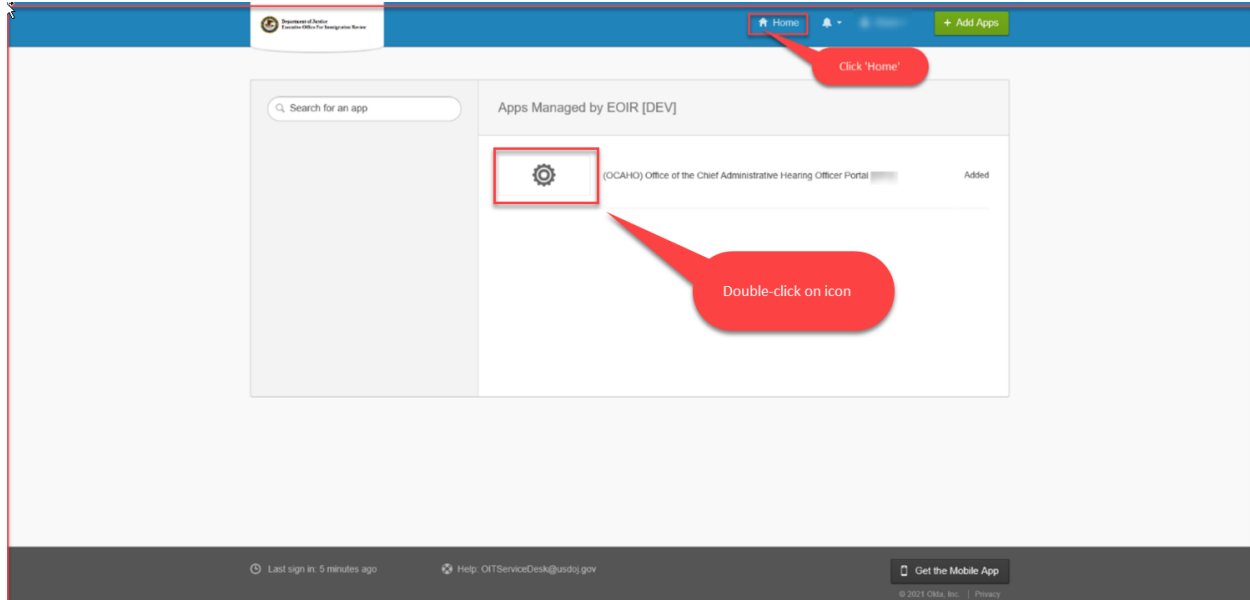 Department of Justice
Executive Office For Immigration Review
Home
+ Add Apps
Click 'Home'
Search for an app
Apps Managed by EOIR [DEV]
(OCAHO) Office of the Chief Administrative Hearing Officer Portal
Added
Double-click on icon
Last sign in: 5 minutes ago
Help: OITServiceDesk@usdoj.gov
Get the Mobile App
© 2021 Okta, Inc. | Privacy